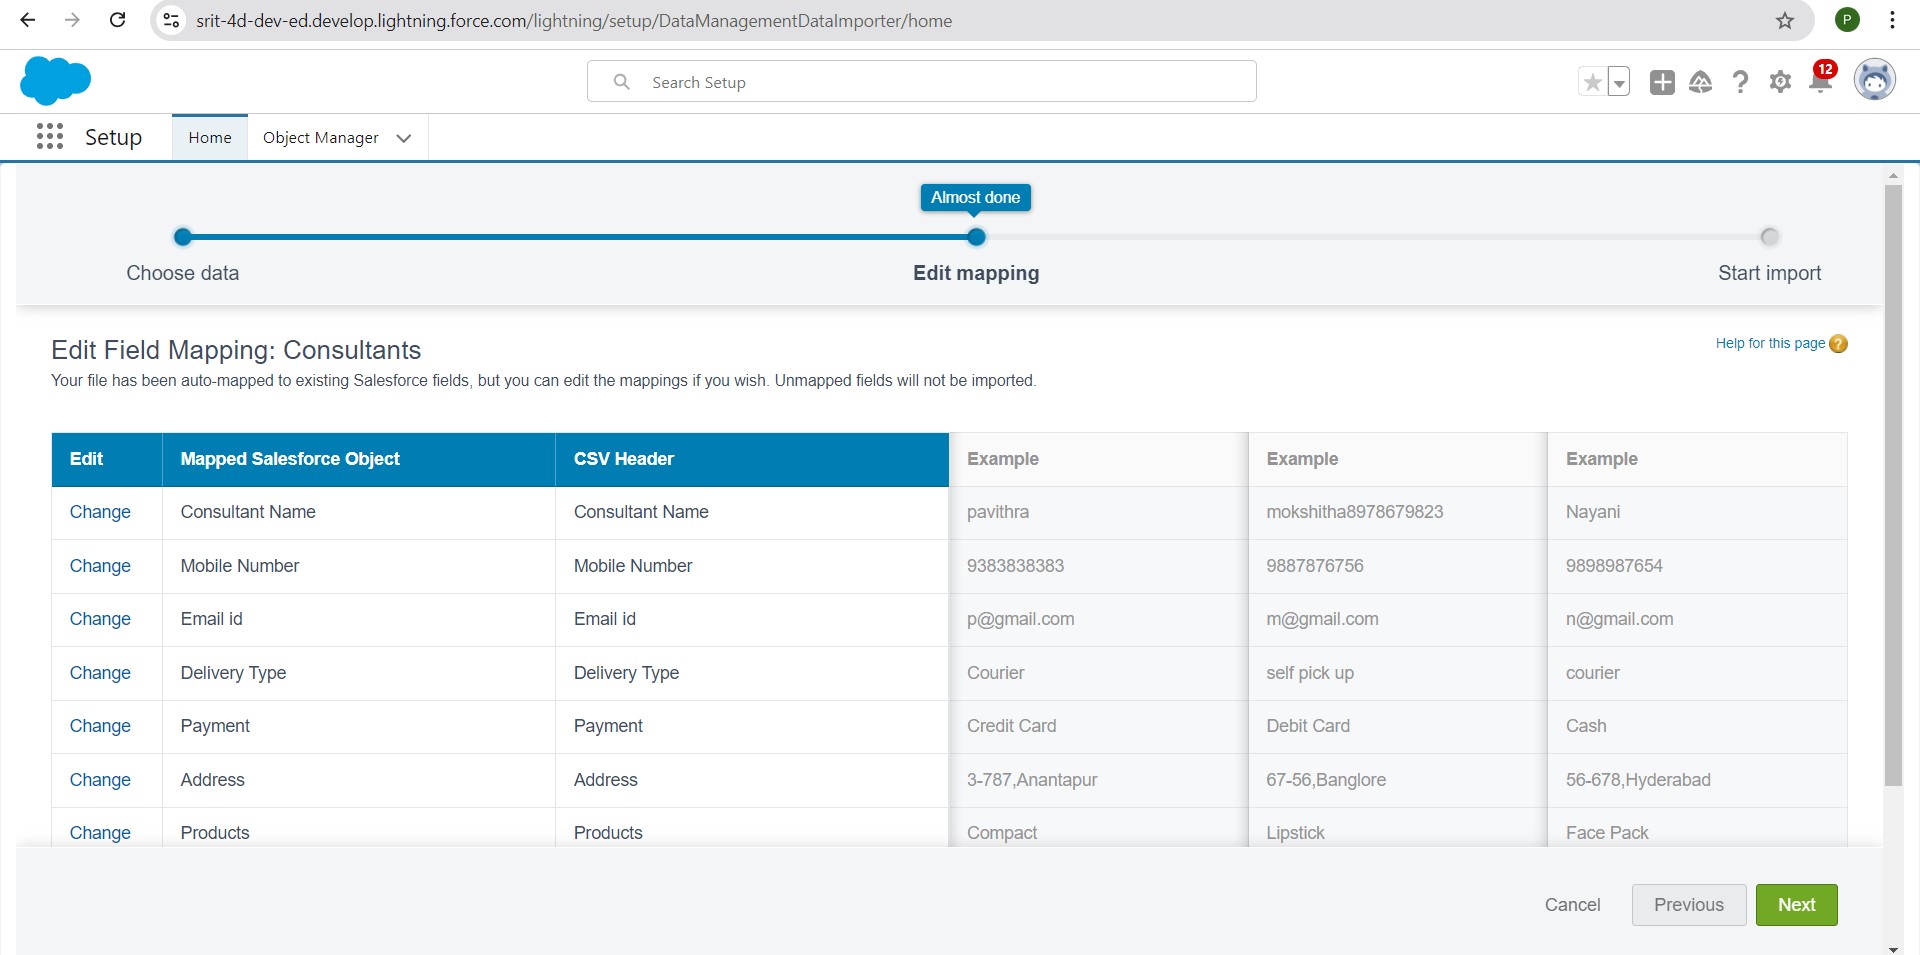 srit-4d-dev-ed.develop.lightning.force.com/lightning/setup/DataManagementDataImporter/home
P
Search Setup
12
Setup
Home
Object Manager
Almost done
Choose data
Edit mapping
Start import
Edit Field Mapping: Consultants
Help for this page ?
Your file has been auto-mapped to existing Salesforce fields, but you can edit the mappings if you wish. Unmapped fields will not be imported.
Edit Mapped Salesforce Object CSV Header Example Example Example
Change Consultant Name Consultant Name pavithra mokshitha8978679823 Nayani
Change Mobile Number Mobile Number 9383838383 9887876756 9898987654
Change Email id Email id p@gmail.com m@gmail.com n@gmail.com
Change Delivery Type Delivery Type Courier self pick up courier
Change Payment Payment Credit Card Debit Card Cash
Change Address Address 3-787,Anantapur 67-56,Banglore 56-678,Hyderabad
Change Products Products Compact Lipstick Face Pack
Cancel Previous Next